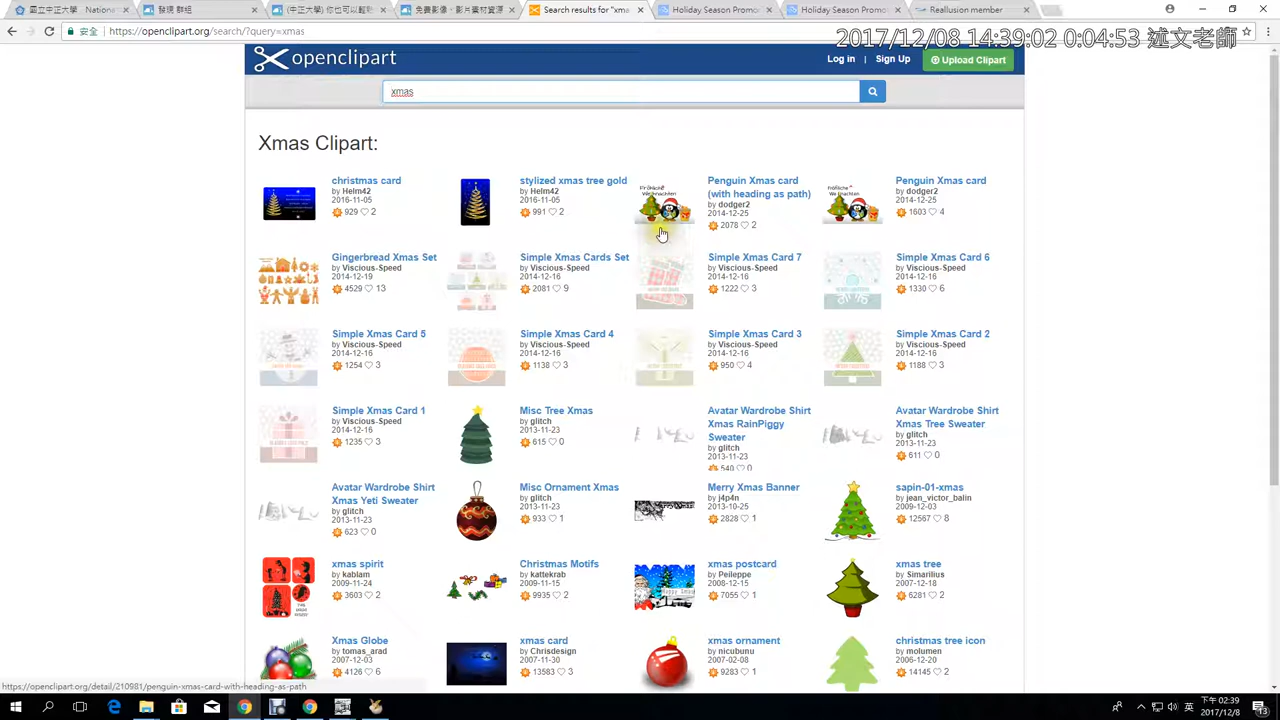 國立中正大學, Nation
發現 群組
(中正大學) 你也可以輕鬆
免費影像，影片素材資源
Search results for "xma
Holiday Season Promo
Holiday Season Promo
Reallusion member
安全 | https://openclipart.org/search/?query=xmas
2017/12/08 14:39:02 0:04:53 述文老師
openclipart
Log in | Sign Up
Upload Clipart
xmas
Xmas Clipart:
christmas card
by Helm42
2016-11-05
929 2
stylized xmas tree gold
by Helm42
2016-11-05
991 2
Penguin Xmas card
(with heading as path)
by dodger2
2014-12-25
2078 2
Penguin Xmas card
by dodger2
2014-12-25
1603 4
Gingerbread Xmas Set
by Viscious-Speed
2014-12-19
4529 13
Simple Xmas Cards Set
by Viscious-Speed
2014-12-16
2081 9
Simple Xmas Card 7
by Viscious-Speed
2014-12-16
1222 3
Simple Xmas Card 6
by Viscious-Speed
2014-12-16
1330 6
Simple Xmas Card 5
by Viscious-Speed
2014-12-16
1254 3
Simple Xmas Card 4
by Viscious-Speed
2014-12-16
1138 3
Simple Xmas Card 3
by Viscious-Speed
2014-12-16
950 4
Simple Xmas Card 2
by Viscious-Speed
2014-12-16
1188 3
Simple Xmas Card 1
by Viscious-Speed
2014-12-16
1235 3
Misc Tree Xmas
by glitch
2013-11-23
615 0
Avatar Wardrobe Shirt
Xmas RainPiggy
Sweater
by glitch
2013-11-23
540 0
Avatar Wardrobe Shirt
Xmas Tree Sweater
by glitch
2013-11-23
611 0
Avatar Wardrobe Shirt
Xmas Yeti Sweater
by glitch
2013-11-23
623 0
Misc Ornament Xmas
by glitch
2013-11-23
933 1
Merry Xmas Banner
by j4p4n
2013-10-25
2828 1
sapin-01-xmas
by jean_victor_balin
2009-12-03
12567 8
xmas spirit
by kablam
2009-11-24
3603 2
Christmas Motifs
by kattekrab
2009-11-15
9935 2
xmas postcard
by Peileppe
2008-12-15
7055 1
xmas tree
by Simarilius
2007-12-18
6281 2
Xmas Globe
by tomas_arad
2007-12-03
4126 6
xmas card
by Chrisdesign
2007-11-30
13583 3
xmas ornament
by nicubunu
2007-02-08
9283 1
christmas tree icon
by molumen
2006-12-20
14145 2
https://openclipart.org/detail/210981/penguin-xmas-card-with-heading-as-path
英
下午 02:39
2017/12/8
13